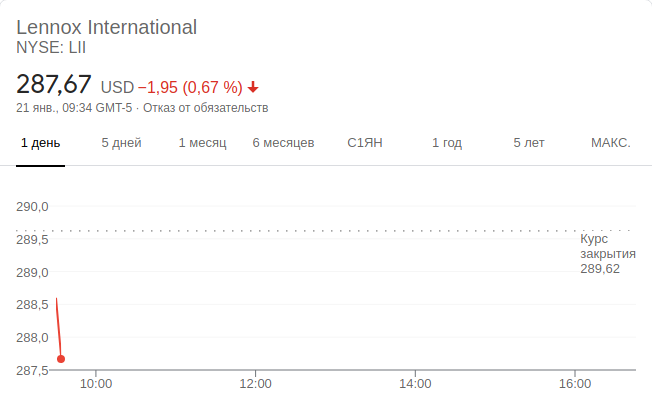 Lennox International
NYSE: LII
287,67 USD −1,95 (0,67 %)
21 янв., 09:34 GMT-5 · Отказ от обязательств
1 день 5 дней 1 месяц 6 месяцев С1ЯН 1 год 5 лет МАКС.
290,0
289,5
Курс
закрытия
289,62
289,0
288,5
288,0
287,5
10:00 12:00 14:00 16:00